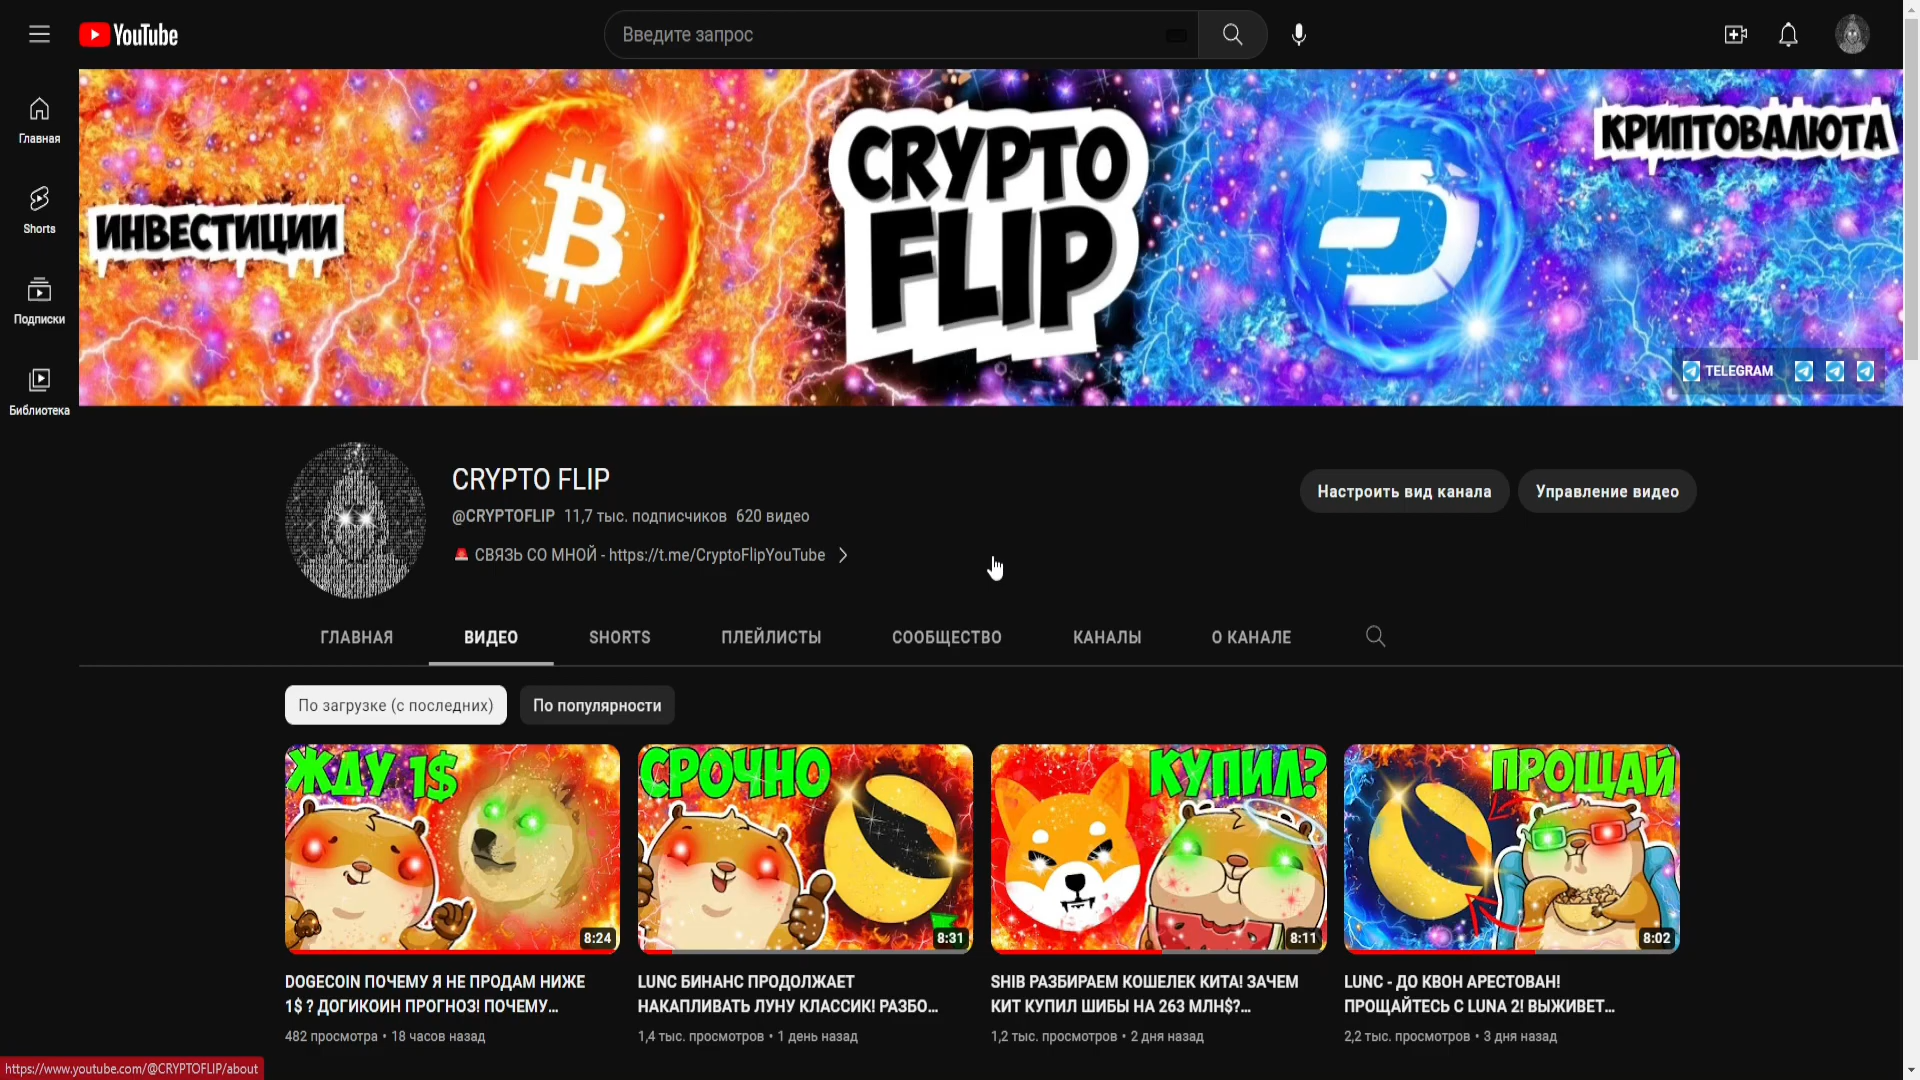 YouTube
Введите запрос
Главная
Shorts
Подписки
Библиотека
ИНВЕСТИЦИИ
CRYPTO
FLIP
КРИПТОВАЛЮТА
TELEGRAM
CRYPTO FLIP
@CRYPTOFLIP 11,7 тыс. подписчиков 620 видео
СВЯЗЬ СО МНОЙ - https://t.me/CryptoFlipYouTube
Настроить вид канала
Управление видео
ГЛАВНАЯ ВИДЕО SHORTS ПЛЕЙЛИСТЫ СООБЩЕСТВО КАНАЛЫ О КАНАЛЕ
По загрузке (с последних) По популярности
ЖДУ 1$
8:24
СРОЧНО
8:31
КУПИЛ?
8:11
ПРОЩАЙ
8:02
DOGECOIN ПОЧЕМУ Я НЕ ПРОДАМ НИЖЕ
1$ ? ДОГИКОИН ПРОГНОЗ! ПОЧЕМУ...
482 просмотра • 18 часов назад
LUNC БИНАНС ПРОДОЛЖАЕТ
НАКАПЛИВАТЬ ЛУНУ КЛАССИК! РАЗБО...
1,4 тыс. просмотров • 1 день назад
SHIB РАЗБИРАЕМ КОШЕЛЕК КИТА! ЗАЧЕМ
КИТ КУПИЛ ШИБЫ НА 263 МЛН$?...
1,2 тыс. просмотров • 2 дня назад
LUNC - ДО КВОН АРЕСТОВАН!
ПРОЩАЙТЕСЬ С LUNA 2! ВЫЖИВЕТ...
2,2 тыс. просмотров • 3 дня назад
https://www.youtube.com/@CRYPTOFLIP/about